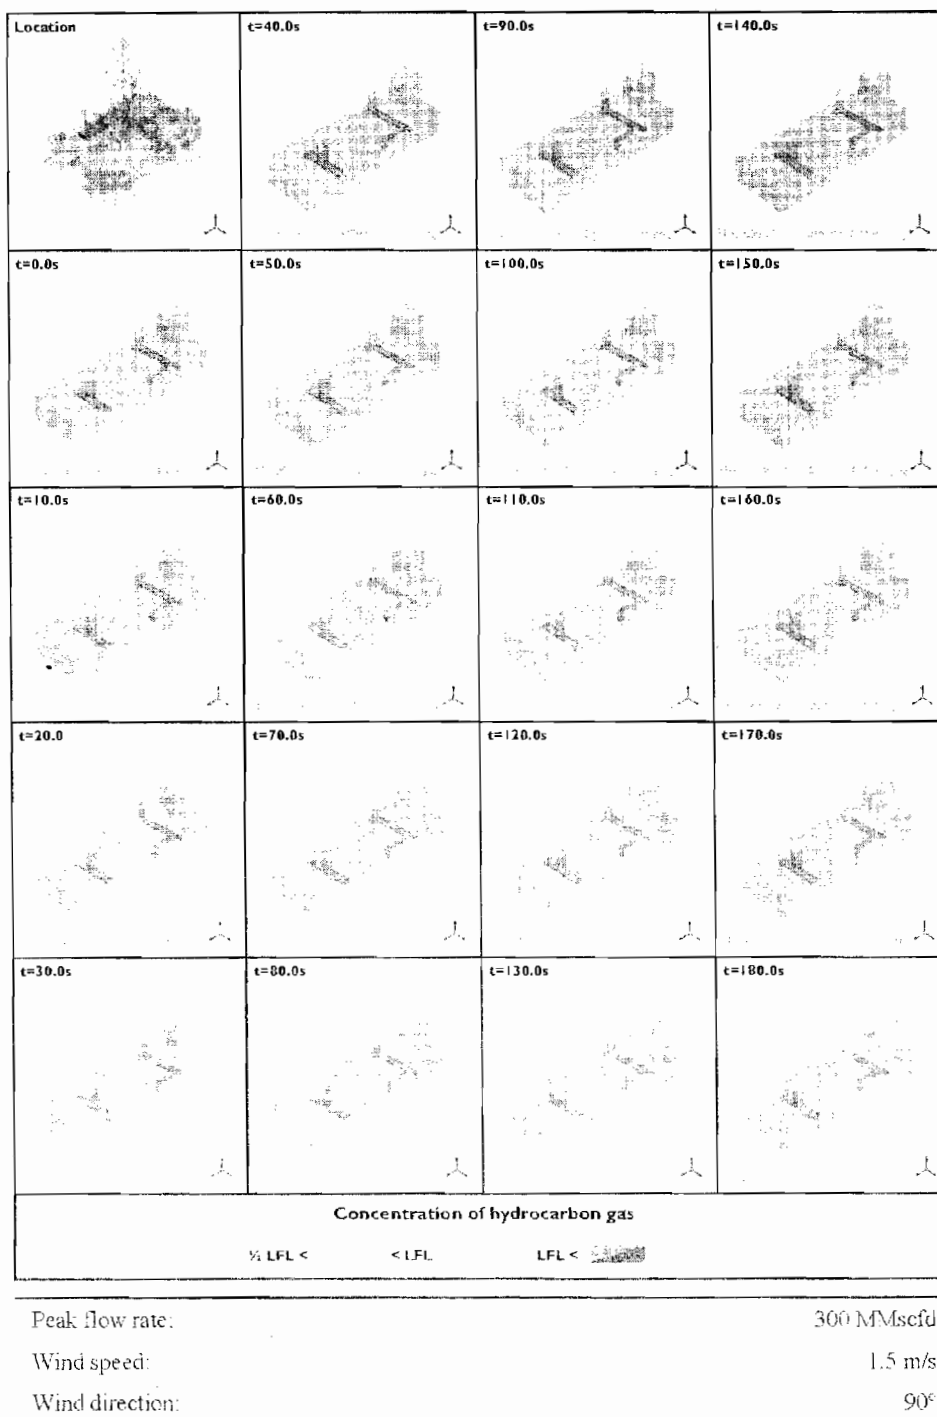 Location t=40.0s t=90.0s t=140.0s
t=0.0s t=50.0s t=100.0s t=150.0s
t=10.0s t=60.0s t=110.0s t=160.0s
t=20.0 t=70.0s t=120.0s t=170.0s
t=30.0s t=80.0s t=130.0s t=180.0s
Concentration of hydrocarbon gas
½ LFL < < LFL LFL <
Peak flow rate: 300 MMscfd
Wind speed: 1.5 m/s
Wind direction: 90°